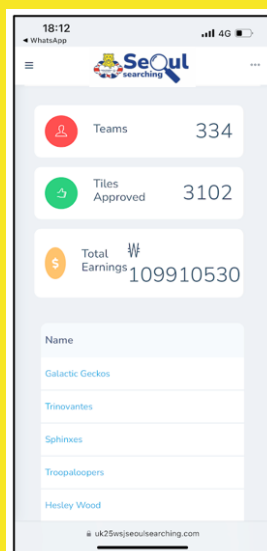 18:12
4G
◀ WhatsApp
Seoul
searching
Teams
334
Tiles
Approved
3102
Total
Earnings
₩
109910530
Name
Galactic Geckos
Trinovantes
Sphinxes
Troopaloopers
Hesley Wood
uk25wsjseoulsearching.com